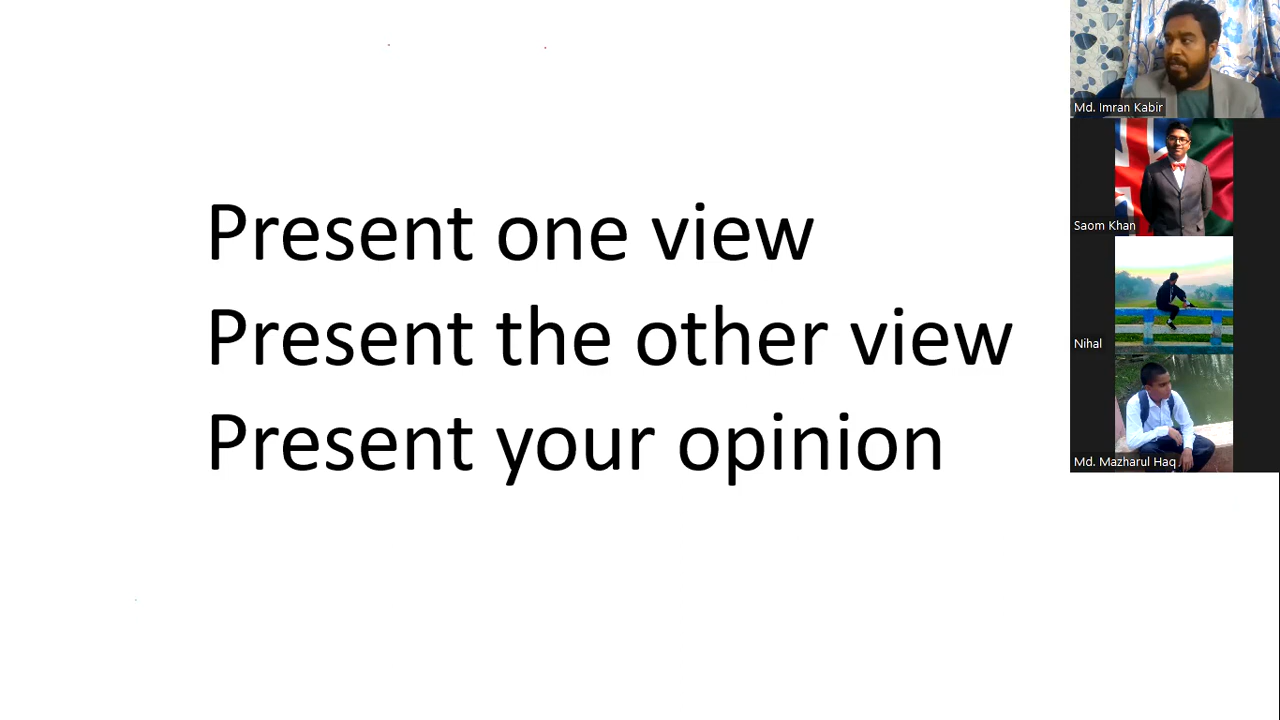 Present one view
Present the other view
Present your opinion
Md. Imran Kabir
Saom Khan
Nihal
Md. Mazharul Haq